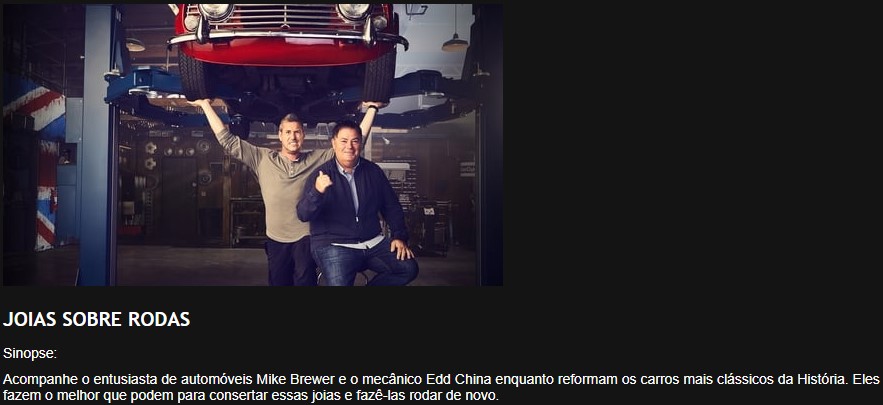 JOIAS SOBRE RODAS
Sinopse:
Acompanhe o entusiasta de automóveis Mike Brewer e o mecânico Edd China enquanto reformam os carros mais clássicos da História. Eles
fazem o melhor que podem para consertar essas joias e fazê-las rodar de novo.